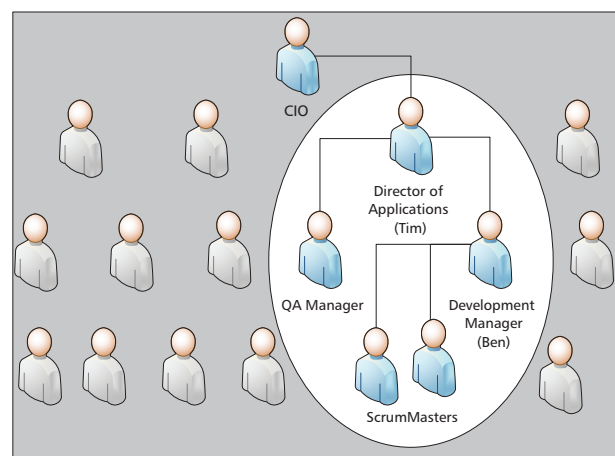 CIO
Director of
Applications
(Tim)
QA Manager
Development
Manager
(Ben)
ScrumMasters